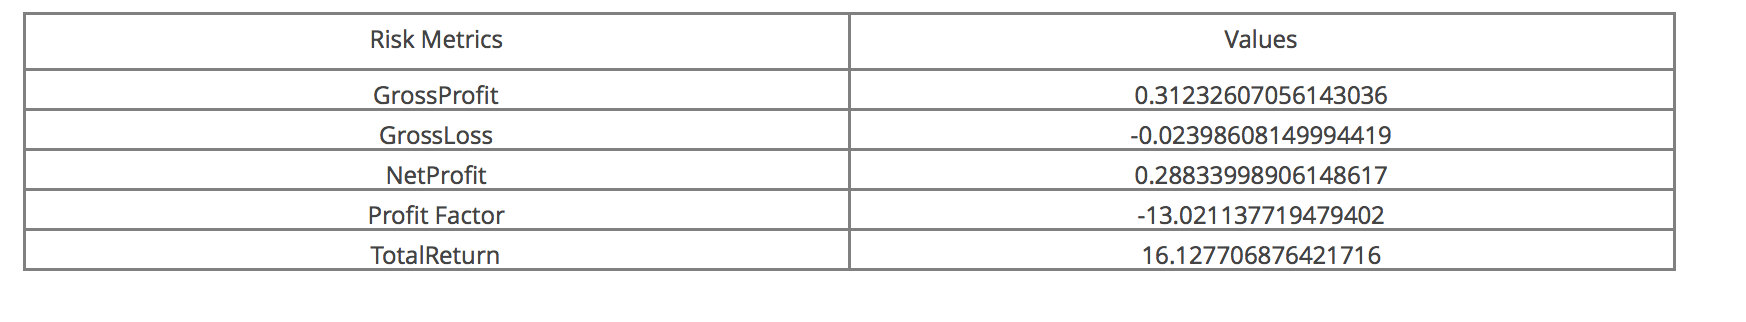 Risk Metrics Values
GrossProfit 0.31232607056143036
GrossLoss -0.02398608149994419
NetProfit 0.28833998906148617
Profit Factor -13.021137719479402
TotalReturn 16.127706876421716